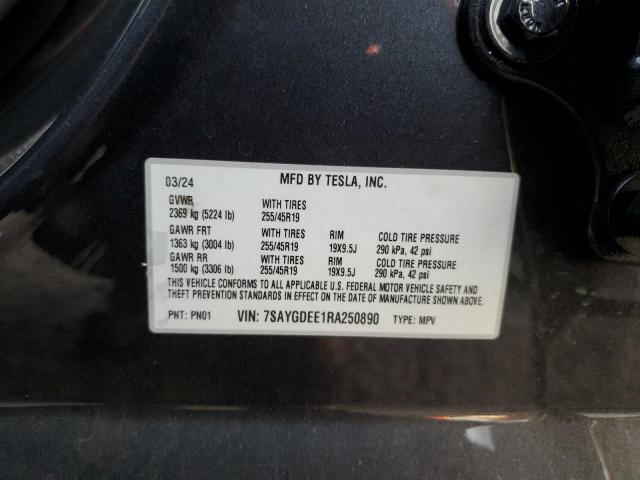 03/24 MFD BY TESLA, INC.
GVWR WITH TIRES
2369 kg (5224 lb) 255/45R19
GAWR FRT WITH TIRES RIM COLD TIRE PRESSURE
1363 kg (3004 lb) 255/45R19 19X9.5J 290 kPa, 42 psi
GAWR RR WITH TIRES RIM COLD TIRE PRESSURE
1500 kg (3306 lb) 255/45R19 19X9.5J 290 kPa, 42 psi
THIS VEHICLE CONFORMS TO ALL APPLICABLE U.S. FEDERAL MOTOR VEHICLE SAFETY AND
THEFT PREVENTION STANDARDS IN EFFECT ON THE DATE OF MANUFACTURE SHOWN ABOVE.
PNT: PN01 VIN: 7SAYGDEE1RA250890 TYPE: MPV